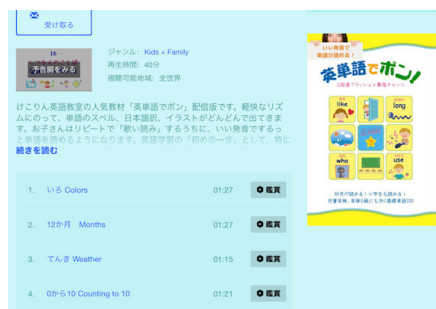 受け取る
16
予告編をみる
ジャンル: Kids + Family
再生時間: 40分
視聴可能地域: 全世界
けこりん英語教室の人気教材「英単語でポン」配信版です。軽快なリズ
ムにのって、単語のスペル、日本語訳、イラストがどんどん出てきま
す。お子さんはリピートで「歌い読み」するうちに、いい発音でするっ
と単語を読めるようになります。英語学習の「初めの一歩」として、特に
続きを読む
1. いろ Colors 01:27 鑑賞
2. 12か月 Months 01:27 鑑賞
3. てんき Weather 01:15 鑑賞
4. 0から10 Counting to 10 01:21 鑑賞
いい発音で
単語が読める!
英単語でポン!
like
long
who
use
幼児が読める!小学生も読める!